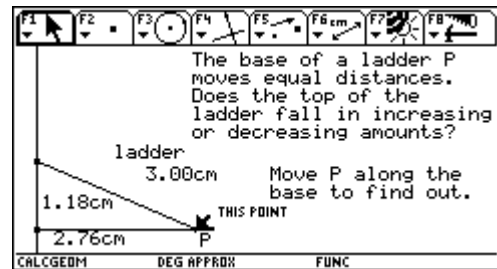 F1 F2 F3 F4 F5 F6 cm F7 F8
The base of a ladder P
moves equal distances.
Does the top of the
ladder fall in increasing
or decreasing amounts?
ladder
3.00cm
Move P along the
base to find out.
1.18cm
THIS POINT
2.76cm
P
CALCGEOM DEG APPROX FUNC